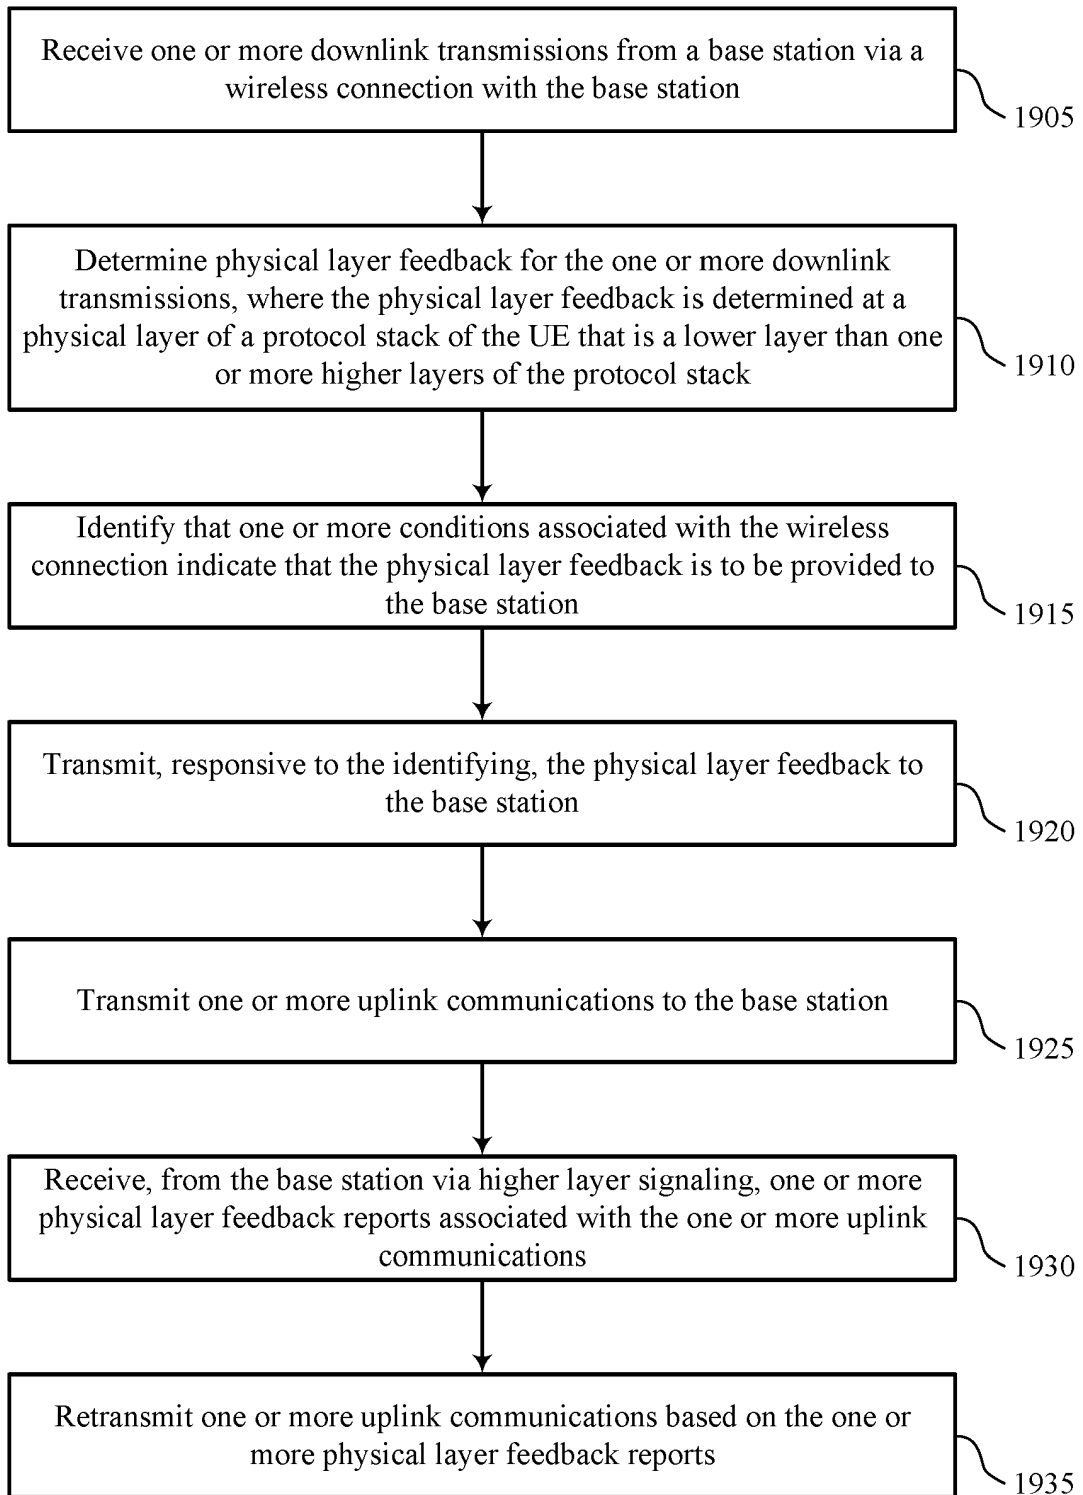 Receive one or more downlink transmissions from a base station via a
wireless connection with the base station
1905
Determine physical layer feedback for the one or more downlink
transmissions, where the physical layer feedback is determined at a
physical layer of a protocol stack of the UE that is a lower layer than one
or more higher layers of the protocol stack
1910
Identify that one or more conditions associated with the wireless
connection indicate that the physical layer feedback is to be provided to
the base station
1915
Transmit, responsive to the identifying, the physical layer feedback to
the base station
1920
Transmit one or more uplink communications to the base station
1925
Receive, from the base station via higher layer signaling, one or more
physical layer feedback reports associated with the one or more uplink
communications
1930
Retransmit one or more uplink communications based on the one or
more physical layer feedback reports
1935